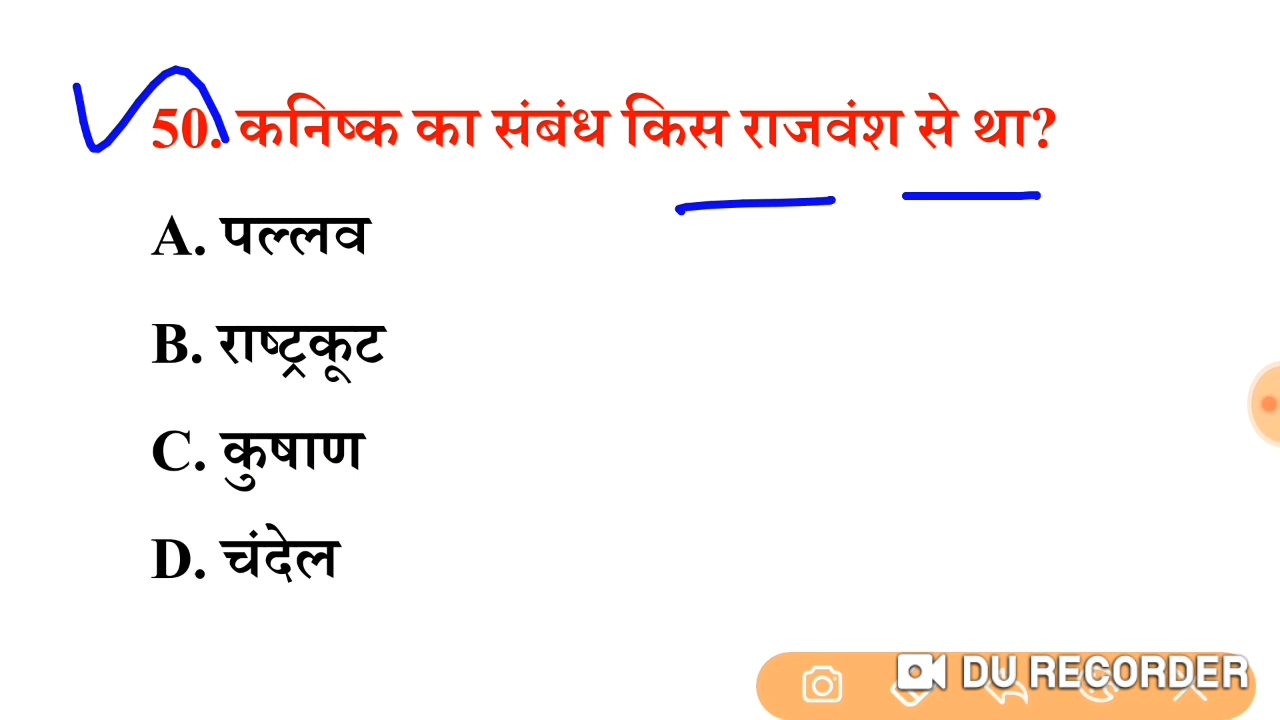 50. कनिष्क का संबंध किस राजवंश से था?
A. पल्लव
B. राष्ट्रकूट
C. कुषाण
D. चंदेल
DU RECORDER